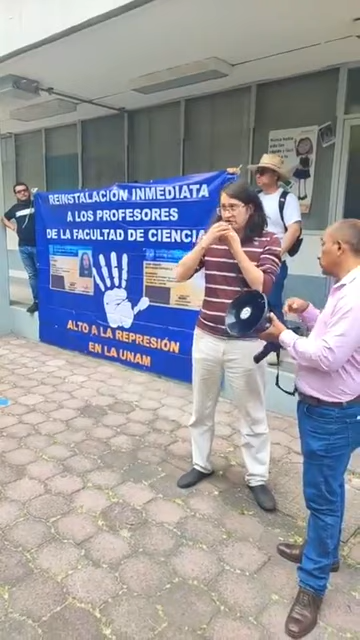 REINSTALACIÓN INMEDIATA
A LOS PROFESORES
DE LA FACULTAD DE CIENCIA
ALTO A LA REPRESIÓN
EN LA UNAM